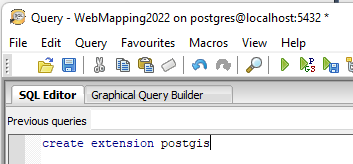 Query - WebMapping2022 on postgres@localhost:5432 *
File Edit Query Favourites Macros View Help
SQL Editor Graphical Query Builder
Previous queries
create extension postgis